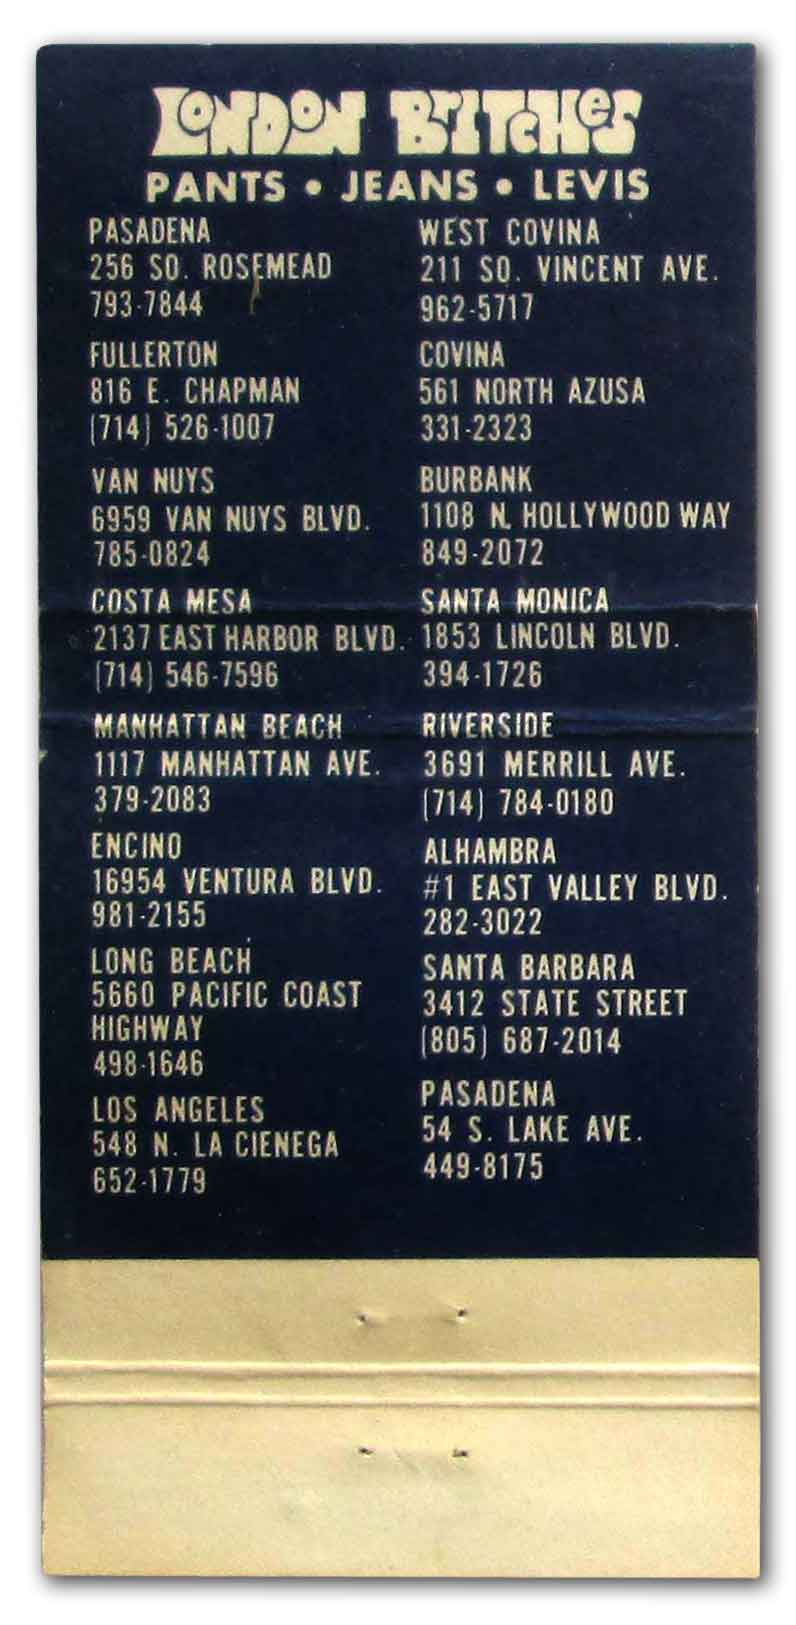 LONDON BRITCHES
PANTS • JEANS • LEVIS
PASADENA
256 SO. ROSEMEAD
793-7844
FULLERTON
816 E. CHAPMAN
(714) 526-1007
VAN NUYS
6959 VAN NUYS BLVD.
785-0824
COSTA MESA
2137 EAST HARBOR BLVD.
(714) 546-7596
MANHATTAN BEACH
1117 MANHATTAN AVE.
379-2083
ENCINO
16954 VENTURA BLVD.
981-2155
LONG BEACH
5660 PACIFIC COAST
HIGHWAY
498-1646
LOS ANGELES
548 N. LA CIENEGA
652-1779
WEST COVINA
211 SO. VINCENT AVE.
962-5717
COVINA
561 NORTH AZUSA
331-2323
BURBANK
1108 N. HOLLYWOOD WAY
849-2072
SANTA MONICA
1853 LINCOLN BLVD.
394-1726
RIVERSIDE
3691 MERRILL AVE.
(714) 784-0180
ALHAMBRA
#1 EAST VALLEY BLVD.
282-3022
SANTA BARBARA
3412 STATE STREET
(805) 687-2014
PASADENA
54 S. LAKE AVE.
449-8175